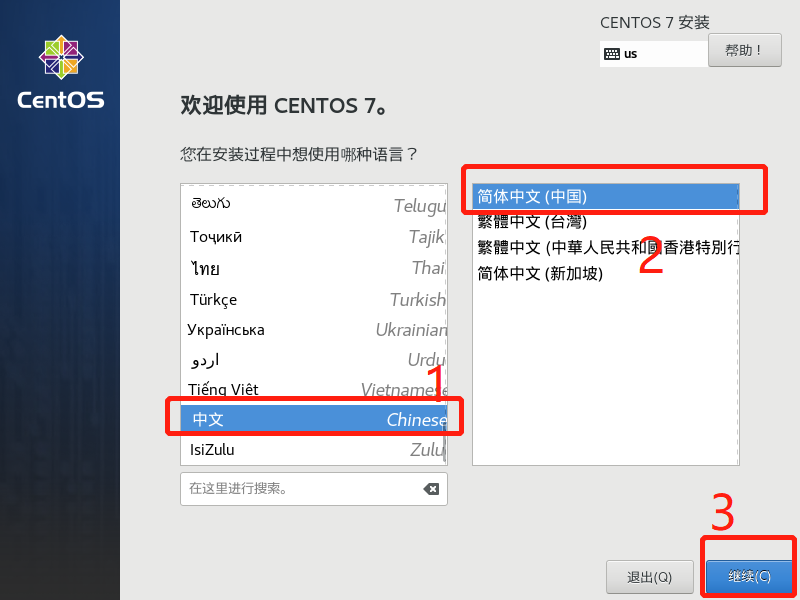 CENTOS 7 安装
us
帮助！
CentOS
欢迎使用 CENTOS 7。
您在安装过程中想使用哪种语言？
తెలుగు Telugu
Тоҷикӣ Tajik
ไทย Thai
Türkçe Turkish
Українська Ukrainian
اردو Urdu
Tiếng Việt Vietnamese
中文 Chinese
IsiZulu Zulu
在这里进行搜索。
1
简体中文 (中国)
繁體中文 (台灣)
繁體中文 (中華人民共和國香港特別行
简体中文 (新加坡)
2
3
退出(Q)
继续(C)